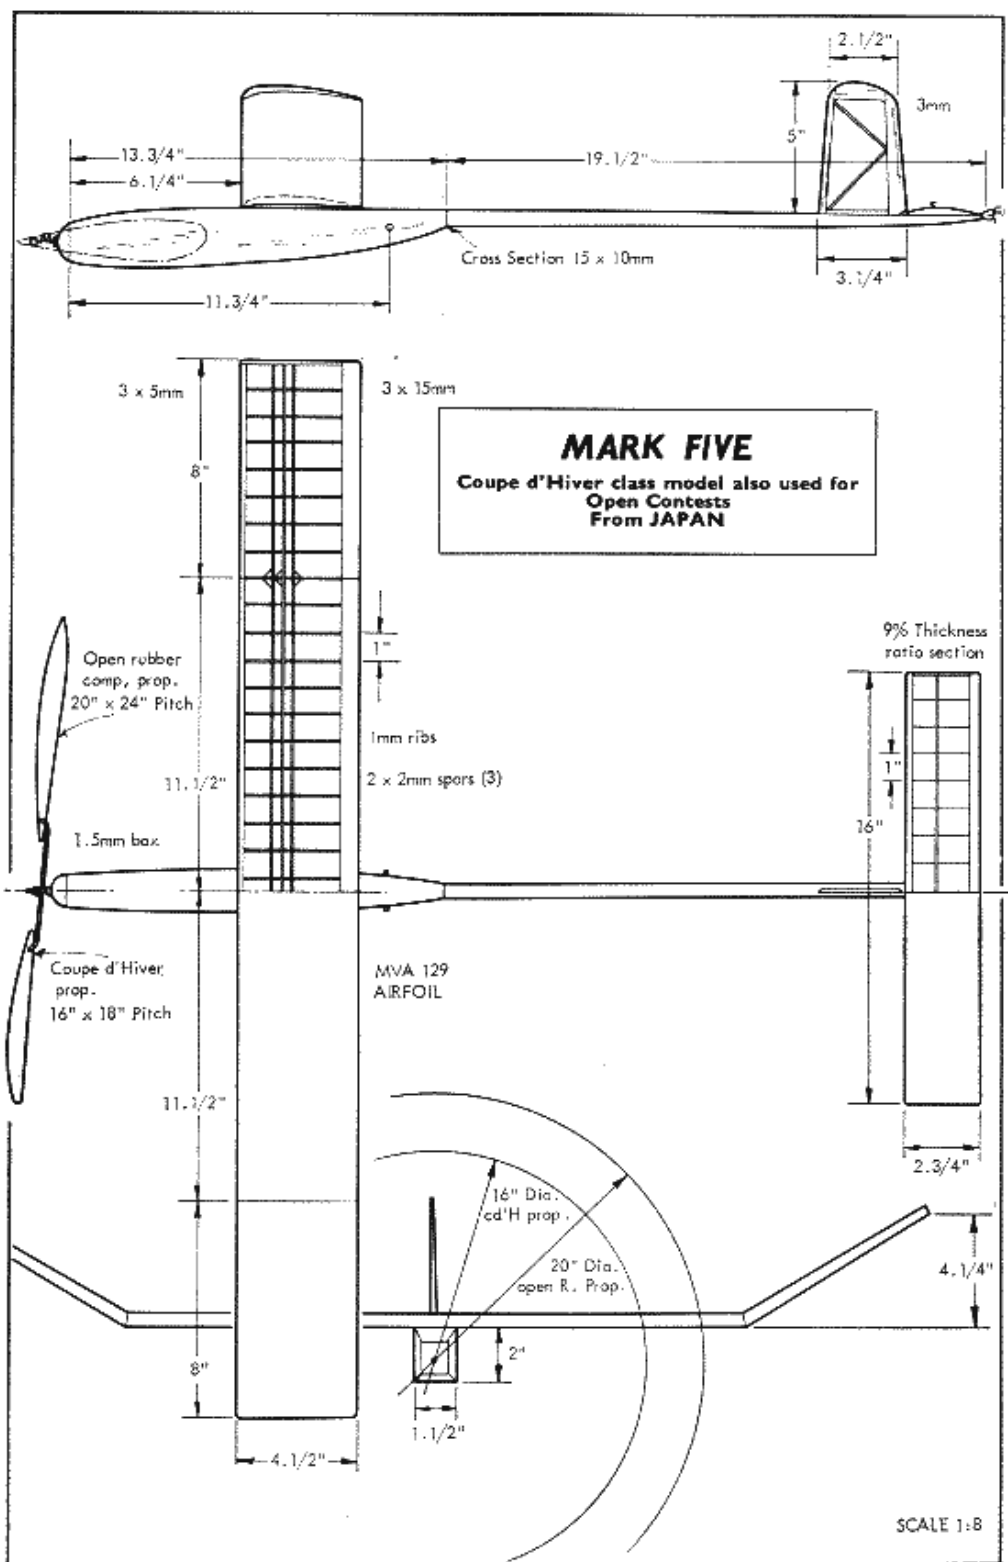 2.1/2"
3mm
5"
13.3/4"
19.1/2"
6.1/4"
Cross Section 15 x 10mm
3.1/4"
11.3/4"
3 x 5mm
3 x 15mm
8"
MARK FIVE
Coupe d'Hiver class model also used for
Open Contests
From JAPAN
1"
9% Thickness
ratio section
Open rubber
comp, prop.
20" x 24" Pitch
1mm ribs
2 x 2mm spars (3)
11.1/2"
1"
16"
1.5mm box
Coupe d'Hiver
prop.
16" x 18" Pitch
MVA 129
AIRFOIL
11.1/2"
2.3/4"
16" Dia.
cd'H prop.
20" Dia.
open R. Prop.
4.1/4"
2"
8"
1.1/2"
4.1/2"
SCALE 1:8